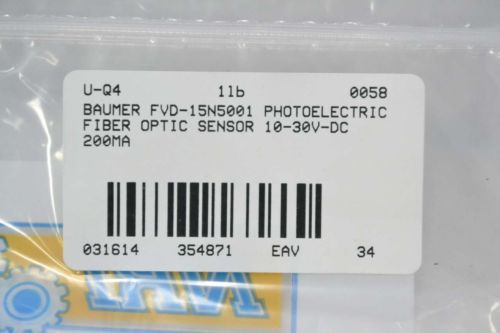 U-Q4 1lb 0058
BAUMER FVD-15N5001 PHOTOELECTRIC
FIBER OPTIC SENSOR 10-30V-DC
200MA
031614 354871 EAV 34